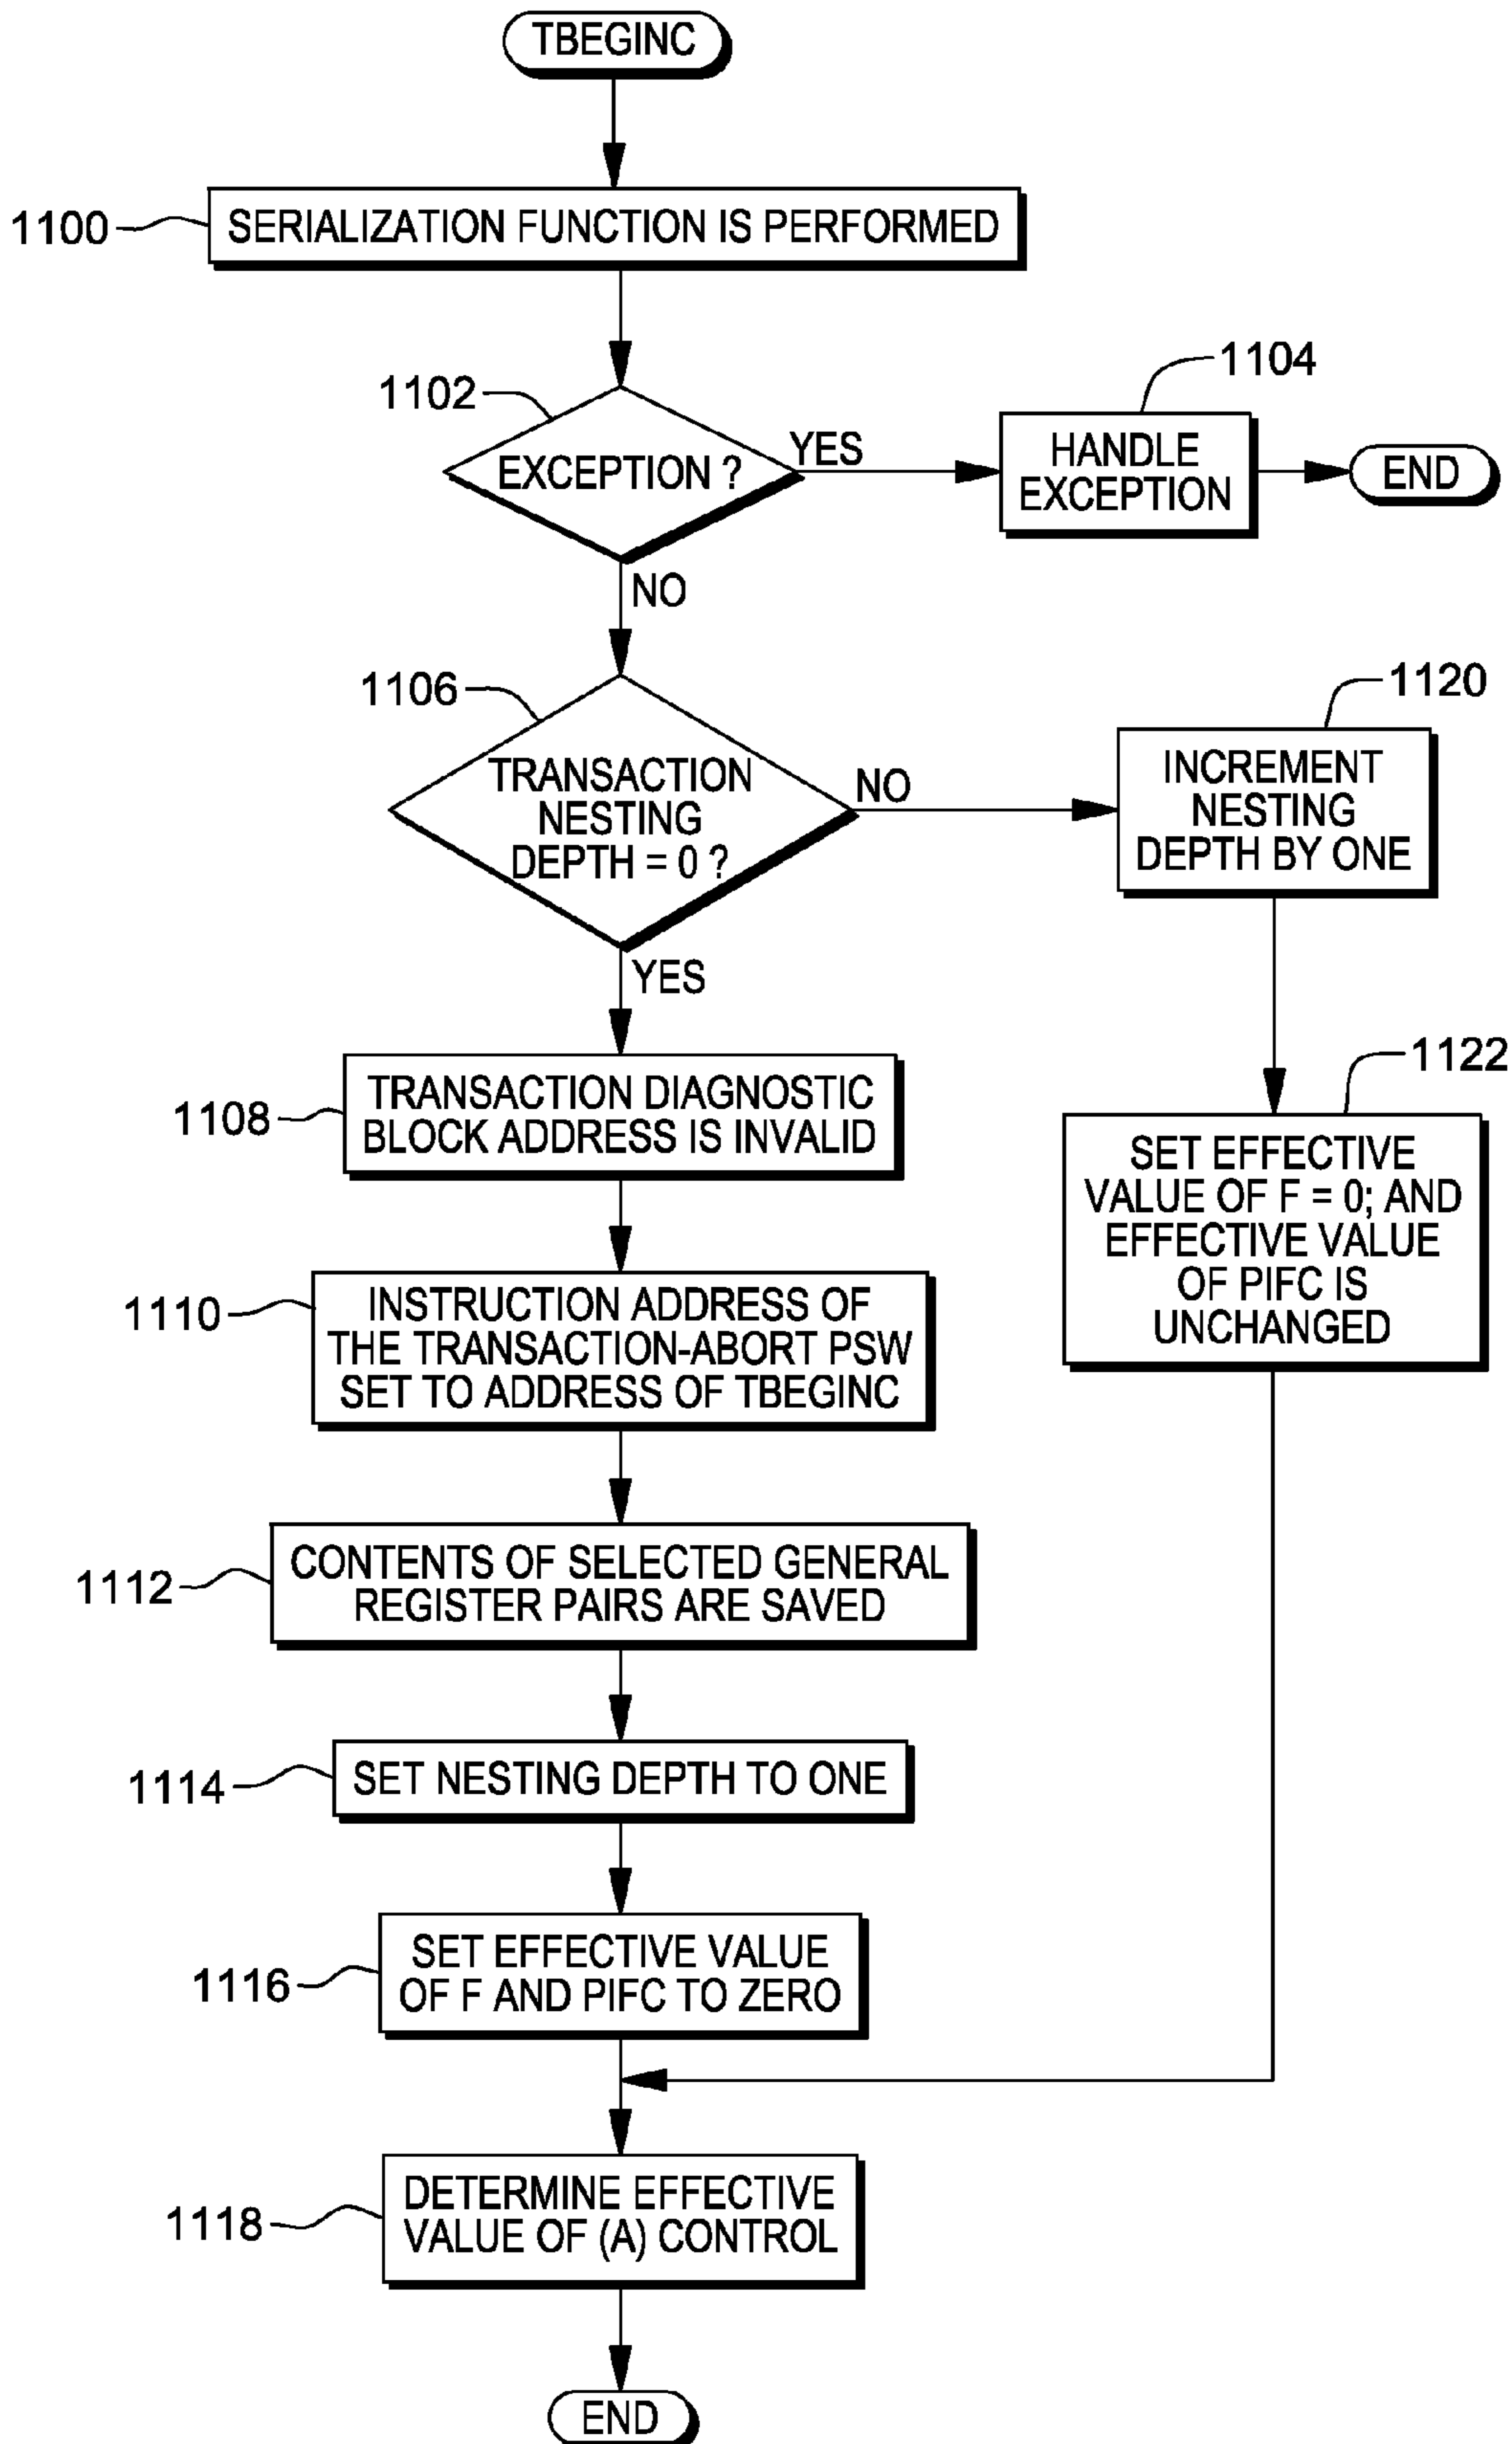 TBEGINC
1100
SERIALIZATION FUNCTION IS PERFORMED
1102
EXCEPTION ?
YES
1104
HANDLE
EXCEPTION
END
NO
1106
TRANSACTION
NESTING
DEPTH = 0 ?
NO
1120
INCREMENT
NESTING
DEPTH BY ONE
YES
1122
SET EFFECTIVE
VALUE OF F = 0; AND
EFFECTIVE VALUE
OF PIFC IS
UNCHANGED
1108
TRANSACTION DIAGNOSTIC
BLOCK ADDRESS IS INVALID
1110
INSTRUCTION ADDRESS OF
THE TRANSACTION-ABORT PSW
SET TO ADDRESS OF TBEGINC
1112
CONTENTS OF SELECTED GENERAL
REGISTER PAIRS ARE SAVED
1114
SET NESTING DEPTH TO ONE
1116
SET EFFECTIVE VALUE
OF F AND PIFC TO ZERO
1118
DETERMINE EFFECTIVE
VALUE OF (A) CONTROL
END